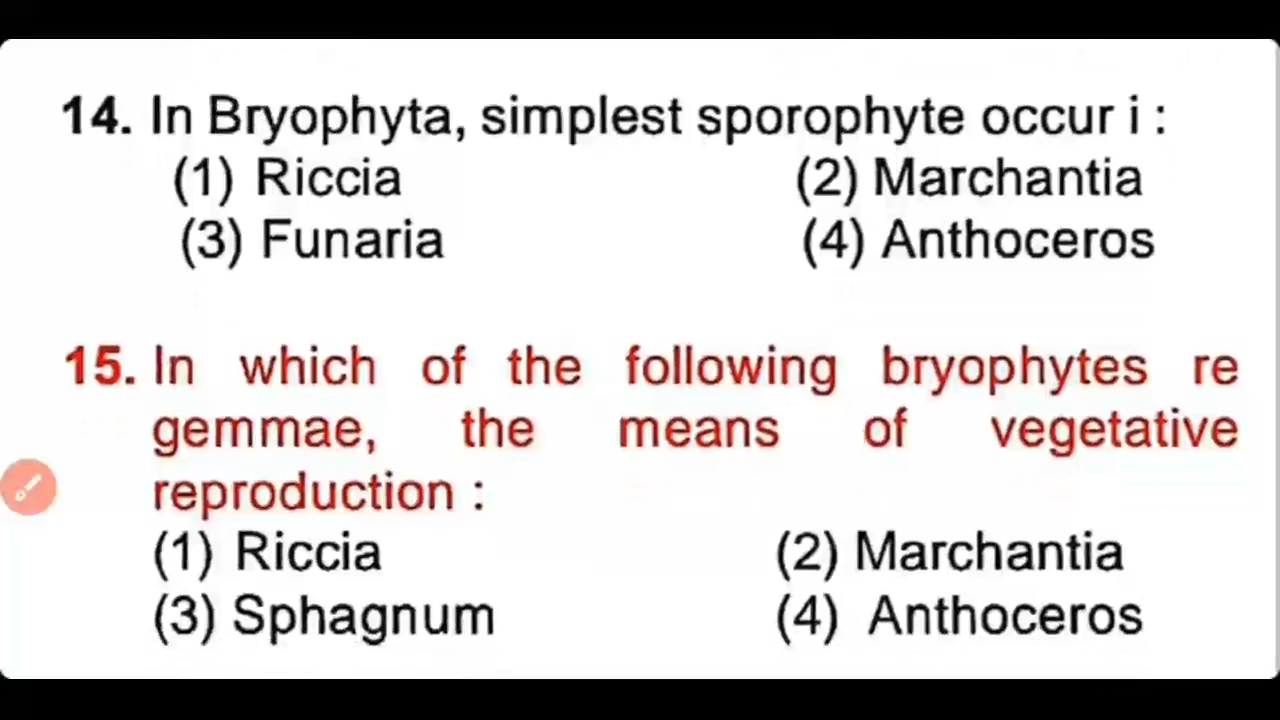 14. In Bryophyta, simplest sporophyte occur i :
(1) Riccia (2) Marchantia
(3) Funaria (4) Anthoceros
15. In which of the following bryophytes re
gemmae, the means of vegetative
reproduction :
(1) Riccia (2) Marchantia
(3) Sphagnum (4) Anthoceros